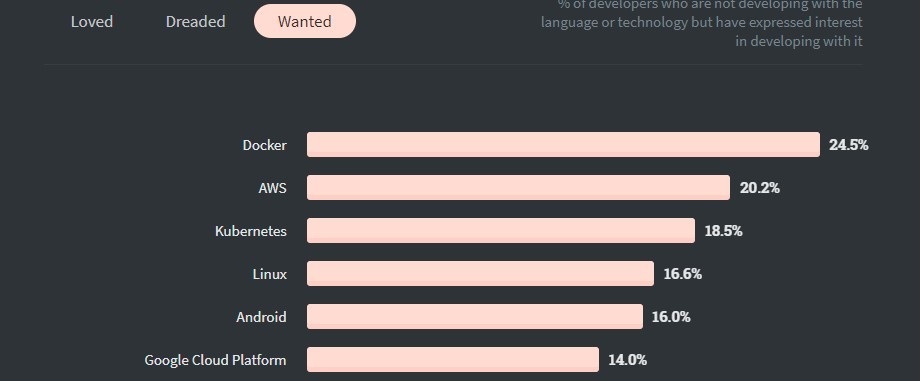 Loved Dreaded Wanted
% of developers who are not developing with the
language or technology but have expressed interest
in developing with it
Docker 24.5%
AWS 20.2%
Kubernetes 18.5%
Linux 16.6%
Android 16.0%
Google Cloud Platform 14.0%